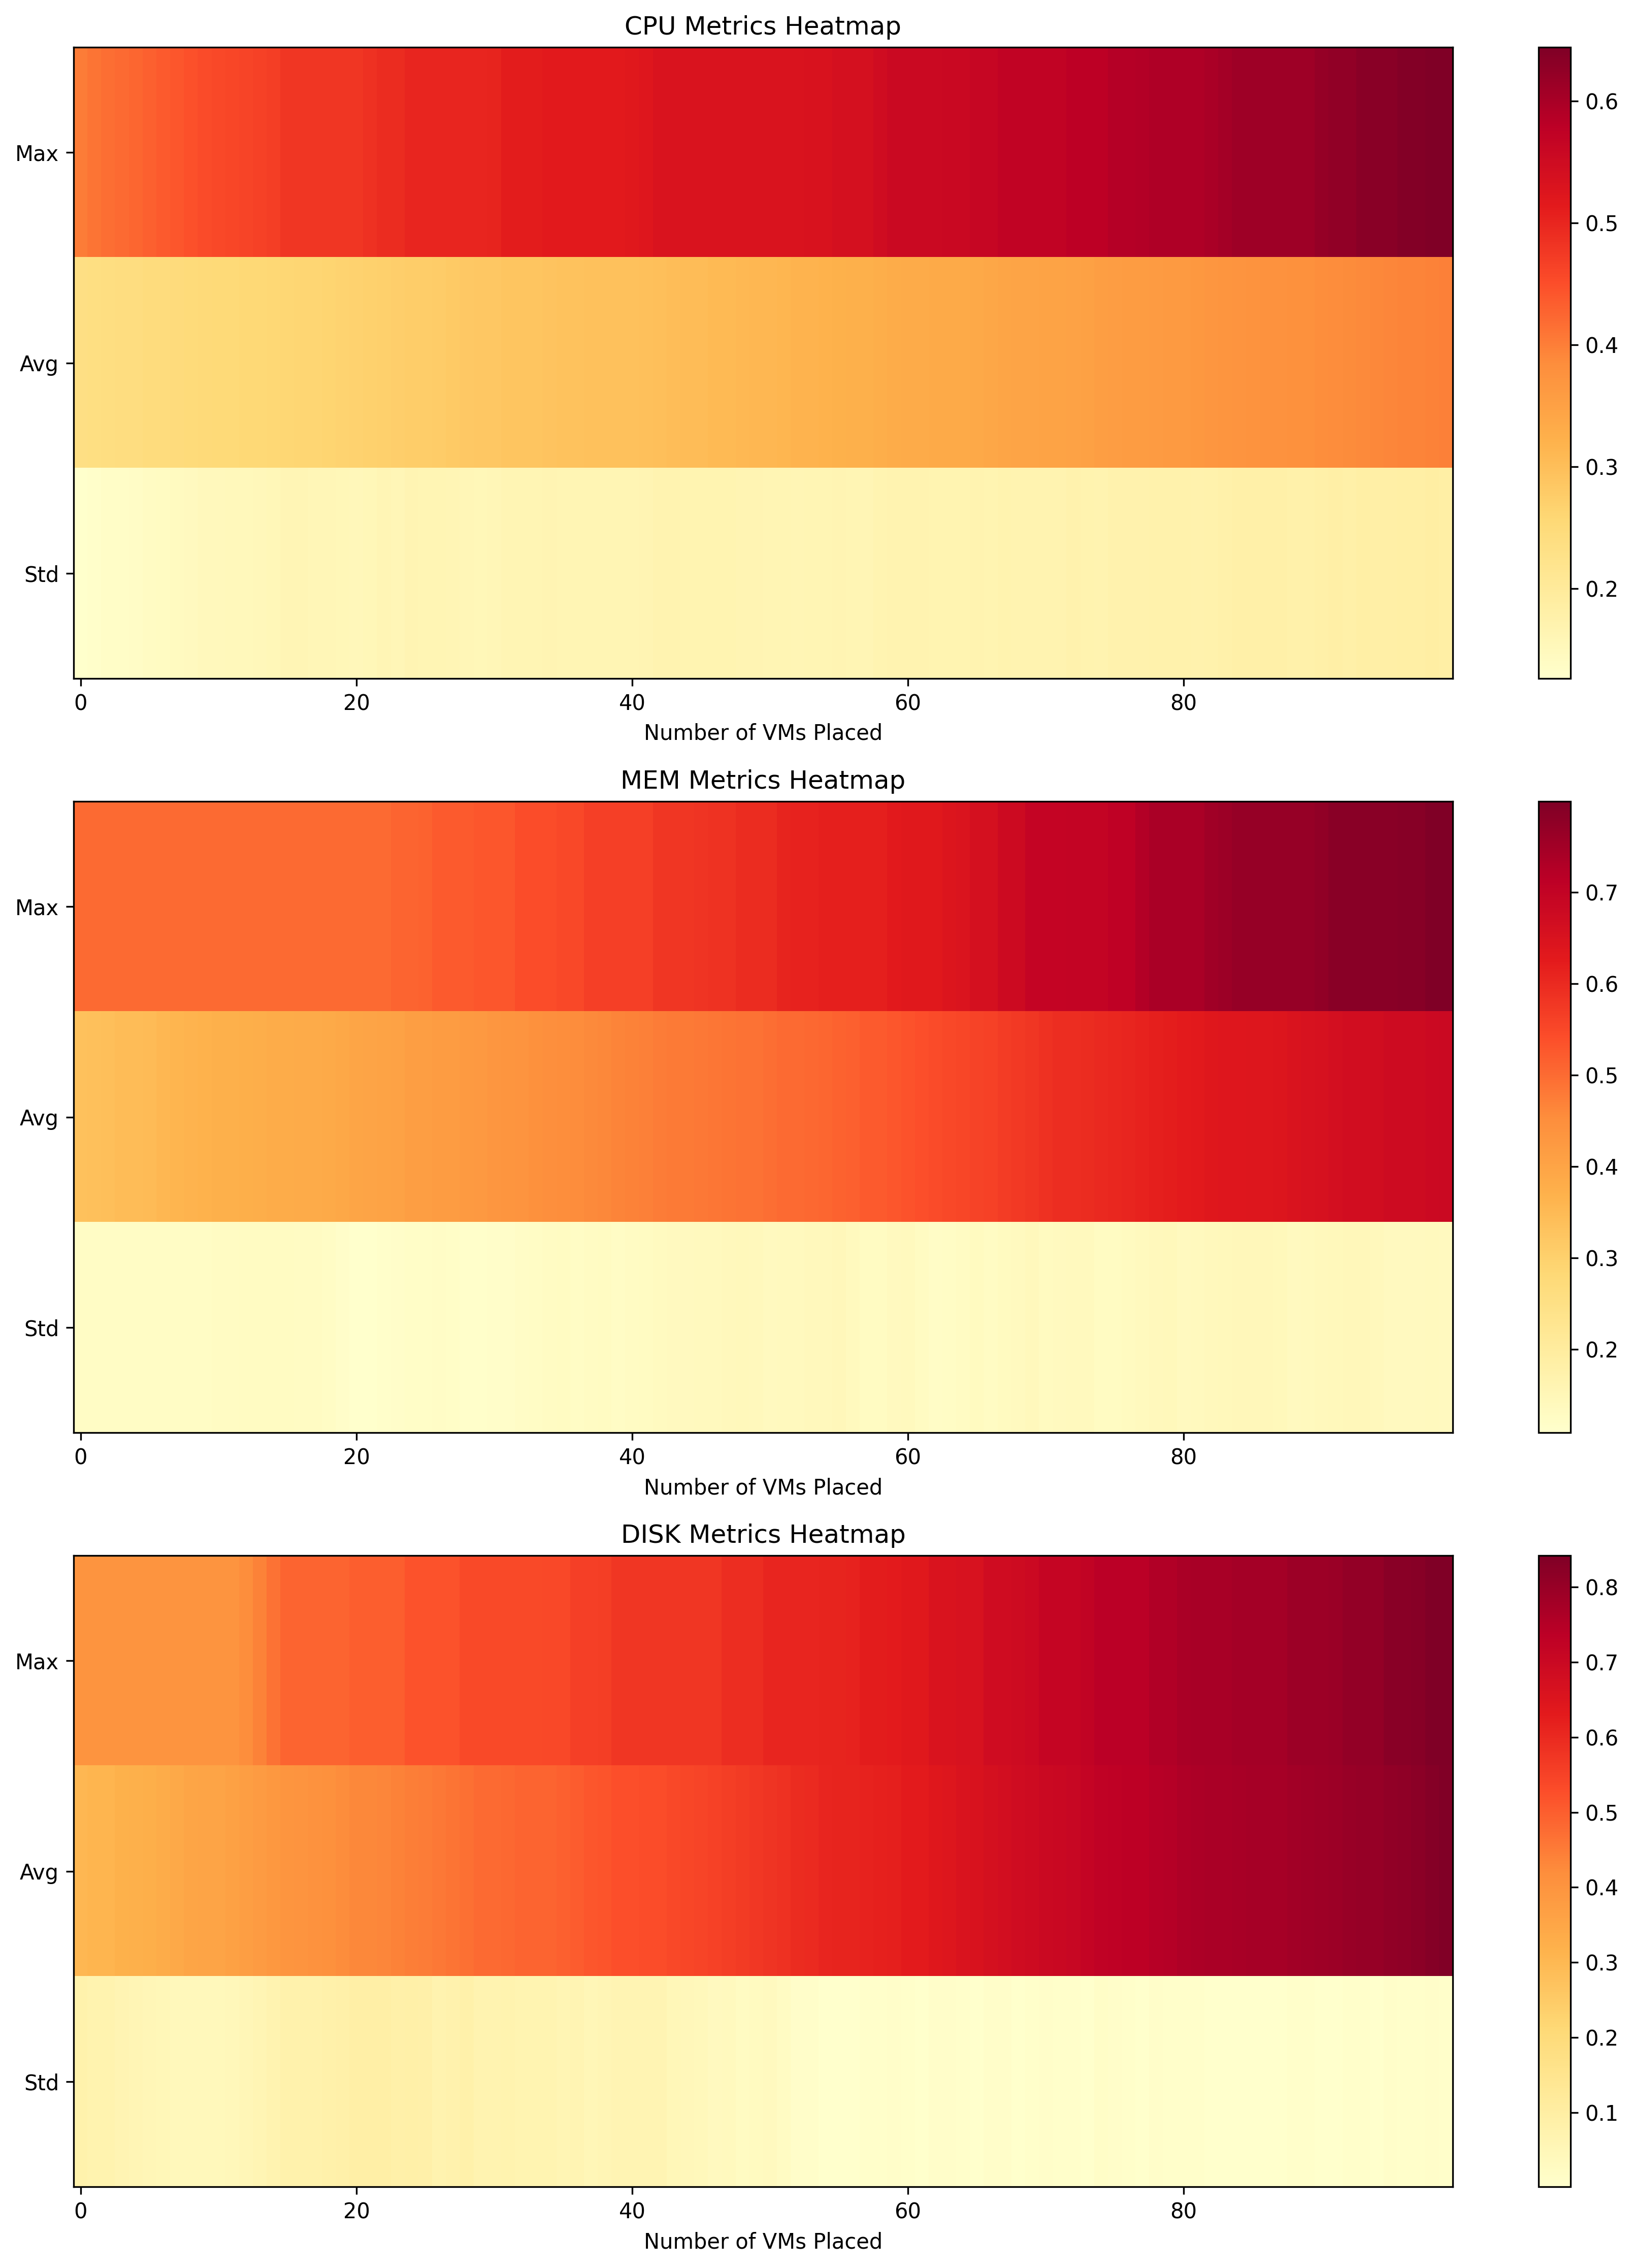 CPU Metrics Heatmap
Max
Avg
Std
0 20 40 60 80
Number of VMs Placed
0.6
0.5
0.4
0.3
0.2
MEM Metrics Heatmap
Max
Avg
Std
0 20 40 60 80
Number of VMs Placed
0.7
0.6
0.5
0.4
0.3
0.2
DISK Metrics Heatmap
Max
Avg
Std
0 20 40 60 80
Number of VMs Placed
0.8
0.7
0.6
0.5
0.4
0.3
0.2
0.1